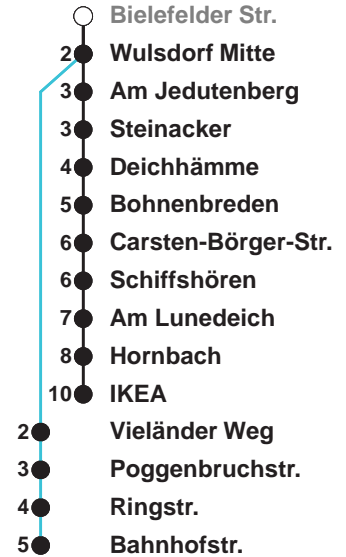 Bielefelder Str.
2 Wulsdorf Mitte
3 Am Jedutenberg
3 Steinacker
4 Deichhämme
5 Bohnenbreden
6 Carsten-Börger-Str.
6 Schiffshören
7 Am Lunedeich
8 Hornbach
10 IKEA
2 Vieländer Weg
3 Poggenbruchstr.
4 Ringstr.
5 Bahnhofstr.